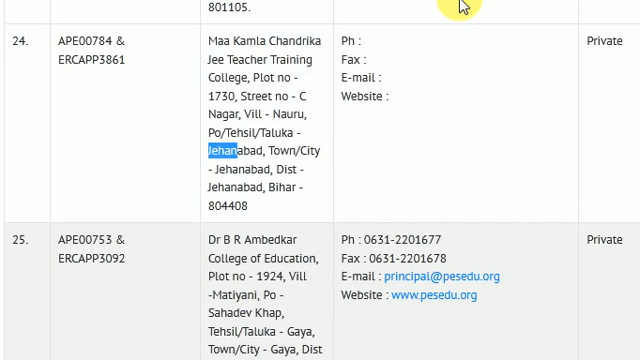 801105.
24.
APE00784 &
ERCAPP3861
Maa Kamla Chandrika
Jee Teacher Training
College, Plot no -
1730, Street no - C
Nagar, Vill - Nauru,
Po/Tehsil/Taluka -
Jehanabad, Town/City
- Jehanabad, Dist -
Jehanabad, Bihar -
804408
Ph :
Fax :
E-mail :
Website :
Private
25.
APE00753 &
ERCAPP3092
Dr B R Ambedkar
College of Education,
Plot no - 1924, Vill
-Matiyani, Po -
Sahadev Khap,
Tehsil/Taluka - Gaya,
Town/City - Gaya, Dist
Ph : 0631-2201677
Fax : 0631-2201678
E-mail : principal@pesedu.org
Website : www.pesedu.org
Private